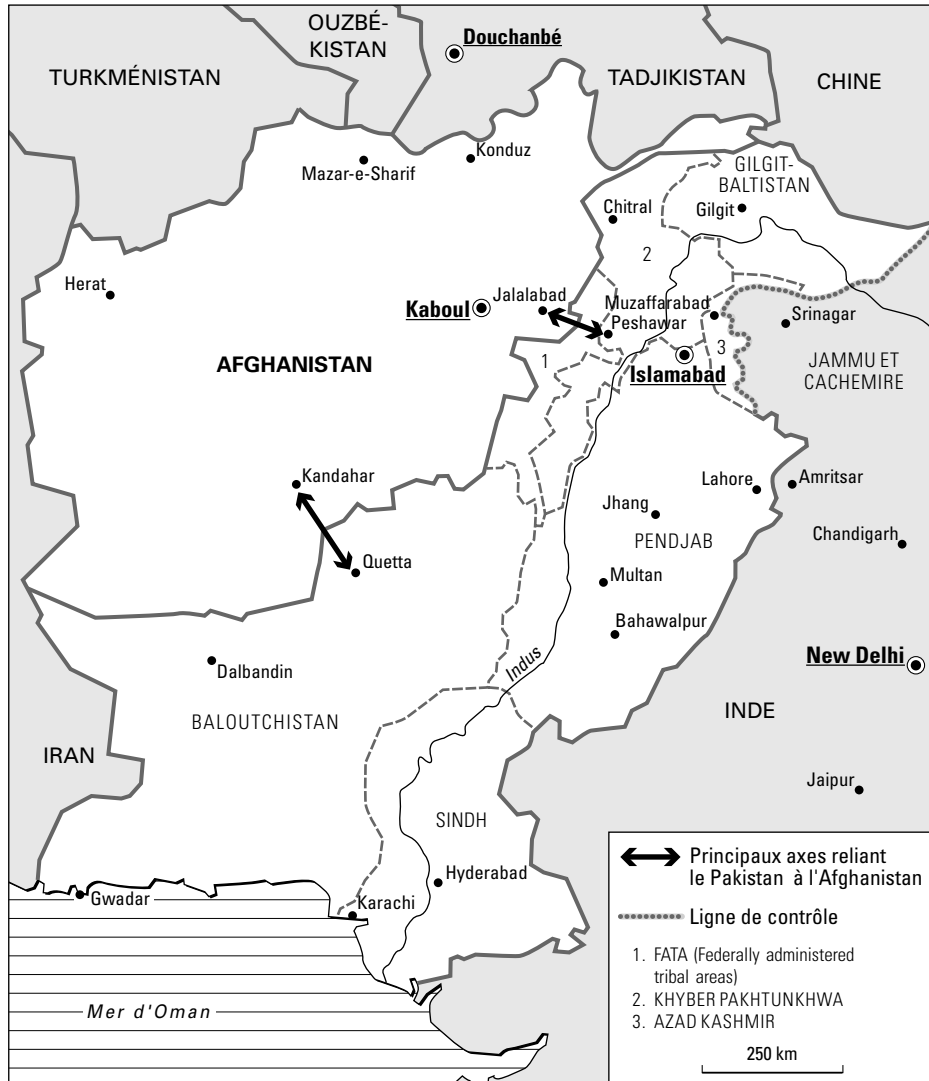 OUZBÉ-
KISTAN
Douchanbé
TURKMÉNISTAN
TADJIKISTAN
CHINE
Mazar-e-Sharif
Konduz
GILGIT-
BALTISTAN
Chitral
Gilgit
2
Herat
Kaboul
Jalalabad
Muzaffarabad
Peshawar
Srinagar
1
3
AFGHANISTAN
Islamabad
JAMMU ET
CACHEMIRE
Kandahar
Lahore
Amritsar
Jhang
PENDJAB
Chandigarh
Quetta
Multan
Bahawalpur
Indus
New Delhi
Dalbandin
BALOUTCHISTAN
INDE
IRAN
Jaipur
SINDH
Hyderabad
Gwadar
Karachi
Mer d'Oman
Principaux axes reliant
le Pakistan à l'Afghanistan
Ligne de contrôle
1. FATA (Federally administered
tribal areas)
2. KHYBER PAKHTUNKHWA
3. AZAD KASHMIR
250 km